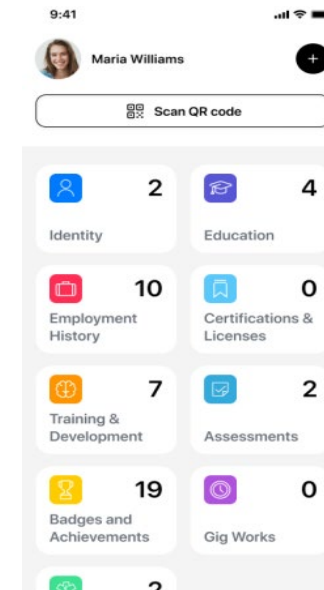 9:41
Maria Williams
+
Scan QR code
2
4
Identity
Education
10
0
Employment
History
Certifications &
Licenses
7
2
Training &
Development
Assessments
19
0
Badges and
Achievements
Gig Works
2